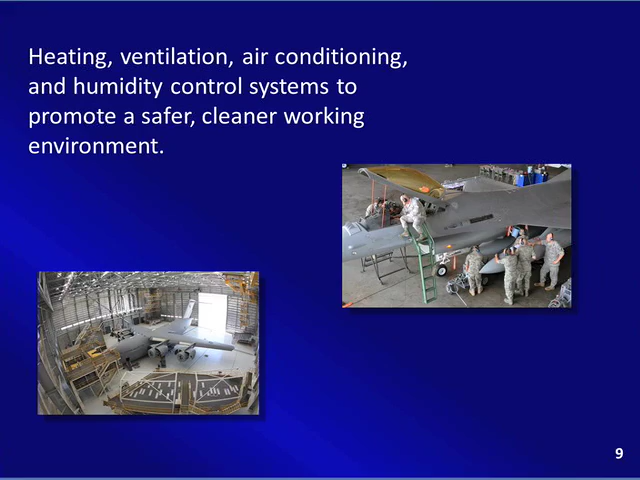 Heating, ventilation, air conditioning,
and humidity control systems to
promote a safer, cleaner working
environment.
9